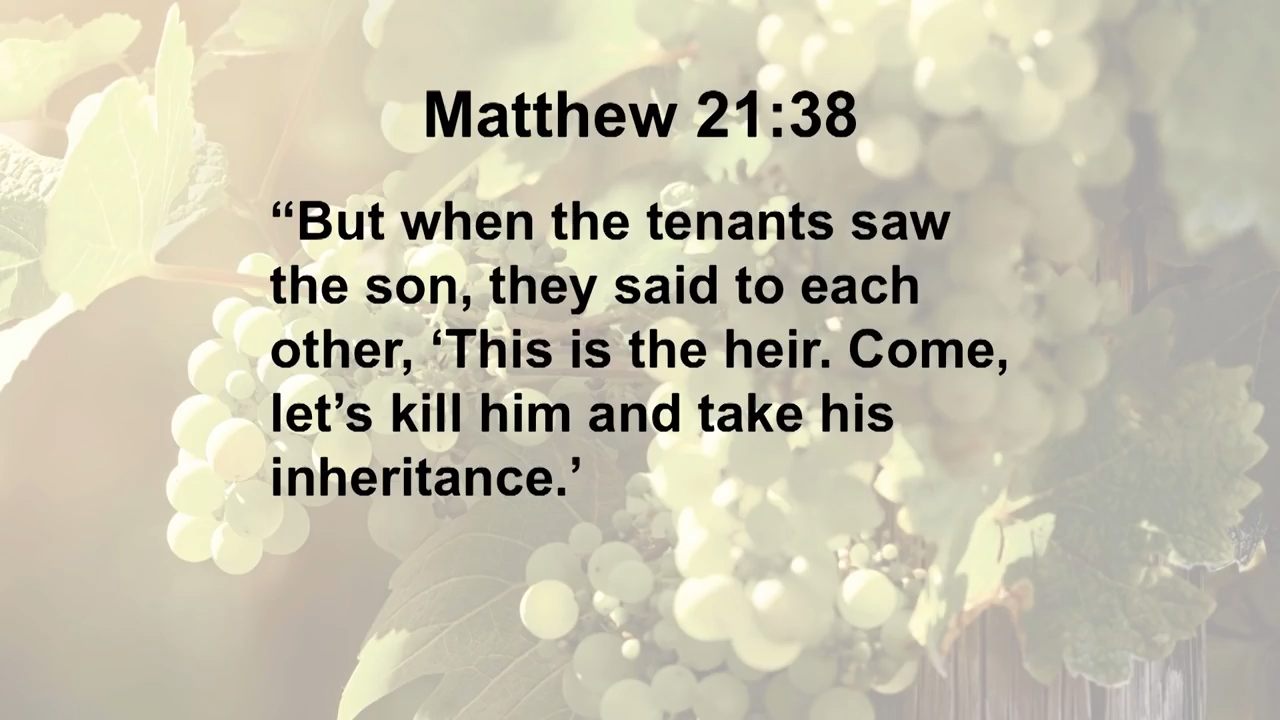 Matthew 21:38
“But when the tenants saw
the son, they said to each
other, ‘This is the heir. Come,
let’s kill him and take his
inheritance.’